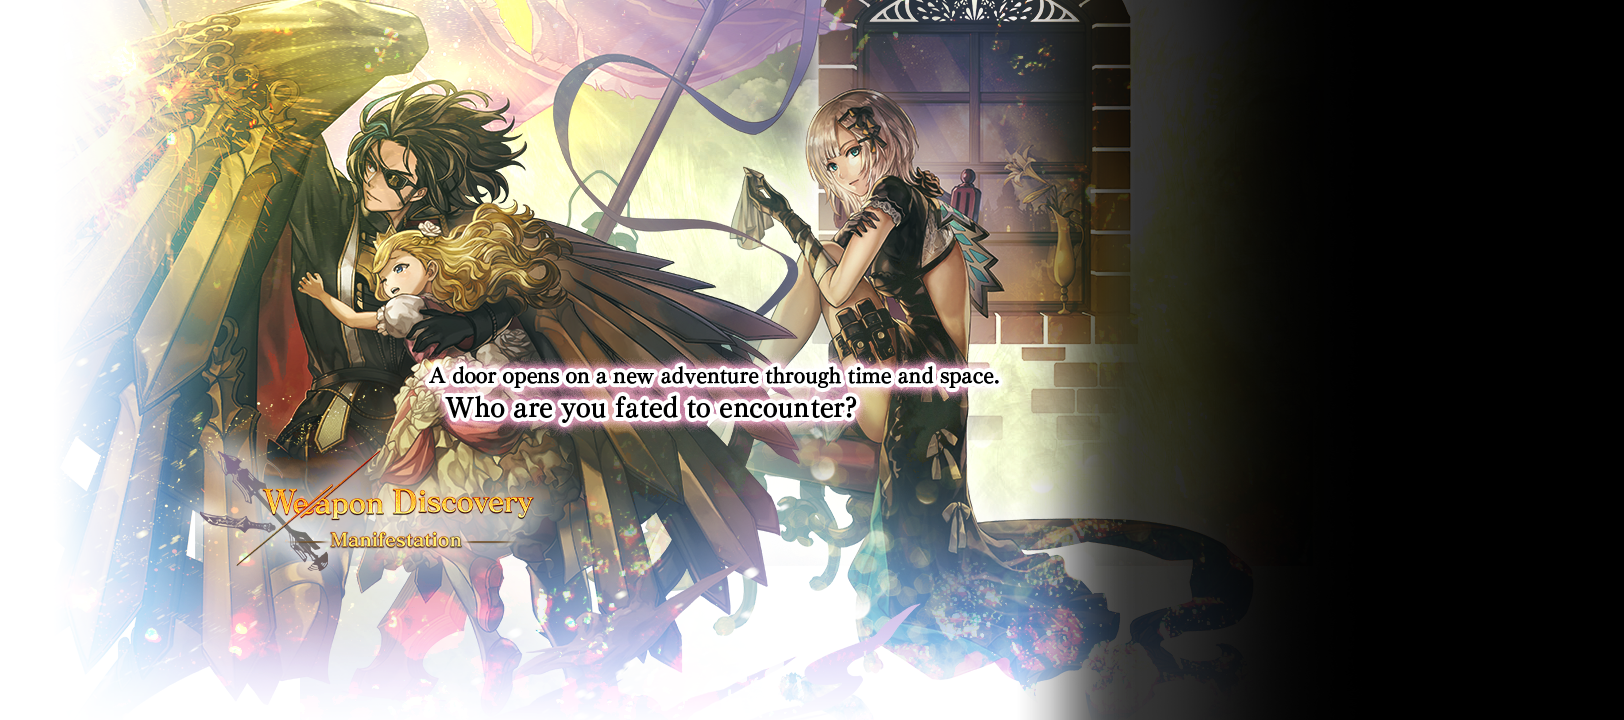 A door opens on a new adventure through time and space.
Who are you fated to encounter?
Weapon Discovery
Manifestation